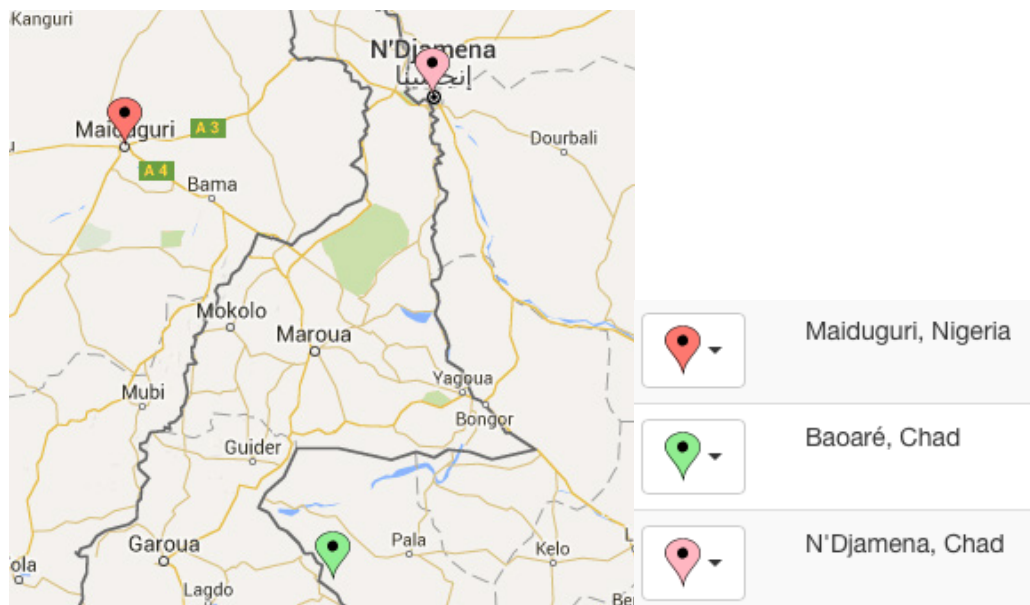 Kanguri
N'Djamena
إنجامينا
Maiduguri
A 3
Dourbali
A 4
Bama
Mokolo
Maroua
Yagoua
Mubi
Bongor
Guider
Garoua
Pala
Kelo
ola
Lagdo
Be
Maiduguri, Nigeria
Baoaré, Chad
N'Djamena, Chad